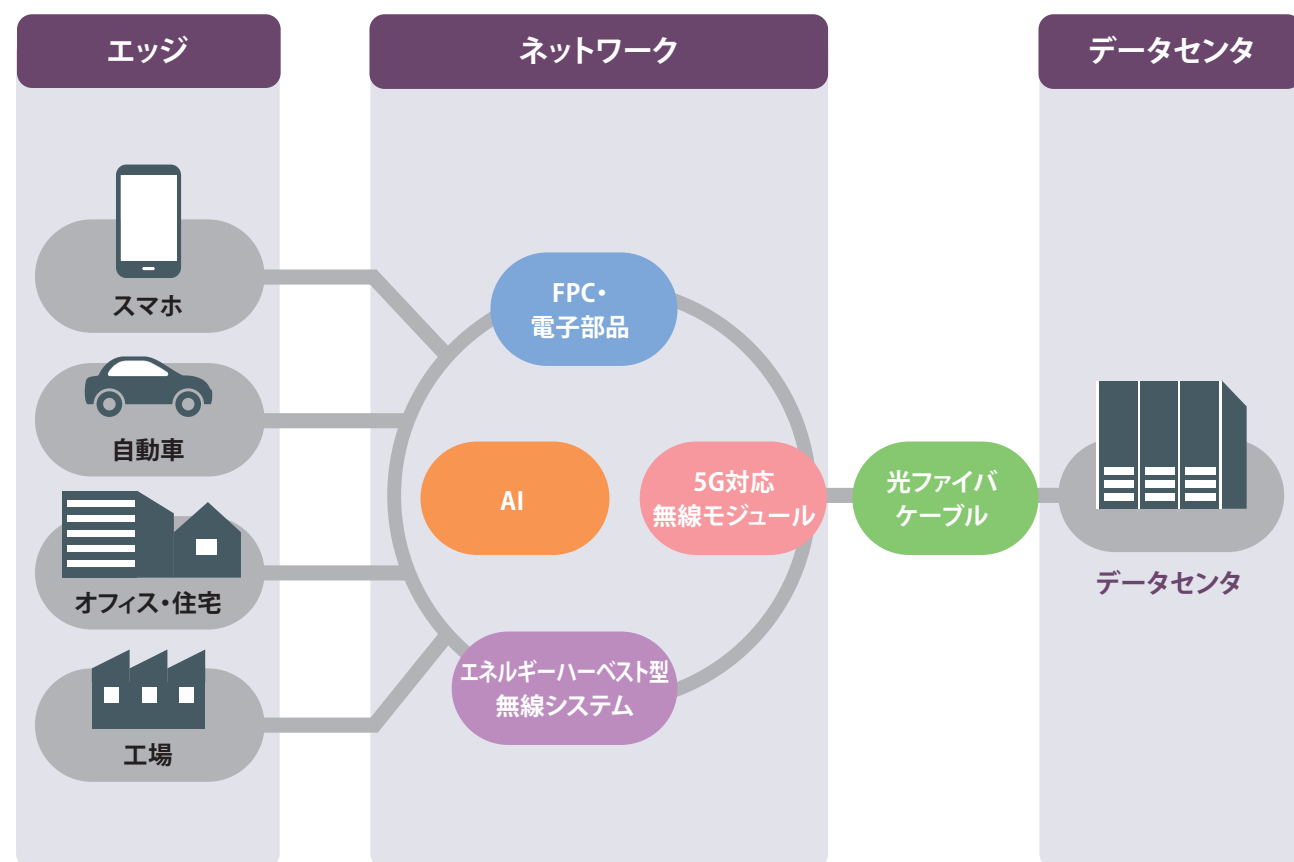 エッジ
ネットワーク
データセンタ
スマホ
自動車
オフィス・住宅
工場
FPC・
電子部品
AI
5G対応
無線モジュール
エネルギーハーベスト型
無線システム
光ファイバ
ケーブル
データセンタ